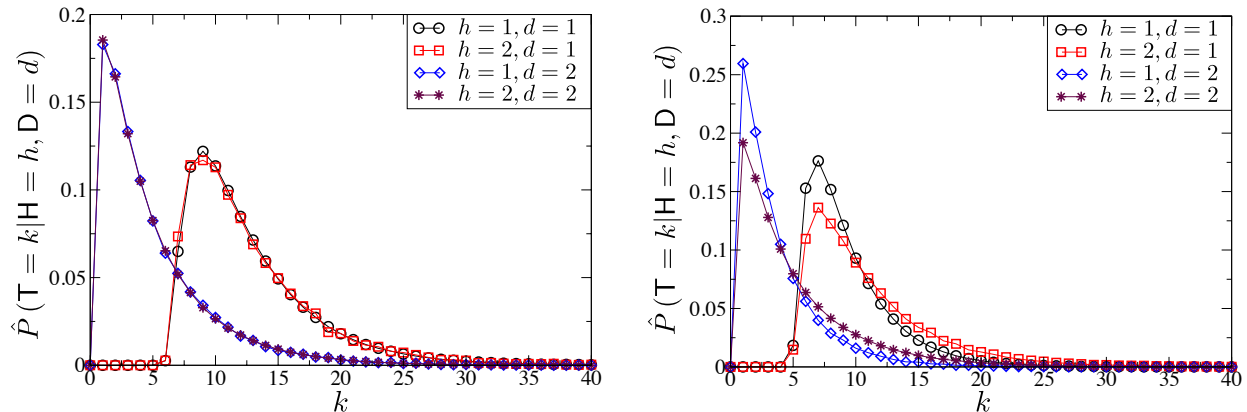 0.2
0.15
0.1
0.05
0
P̂ (T = k|H = h, D = d)
h = 1, d = 1
h = 2, d = 1
h = 1, d = 2
h = 2, d = 2
0 5 10 15 20 25 30 35 40
k
0.3
0.25
0.2
0.15
0.1
0.05
0
P̂ (T = k|H = h, D = d)
h = 1, d = 1
h = 2, d = 1
h = 1, d = 2
h = 2, d = 2
0 5 10 15 20 25 30 35 40
k